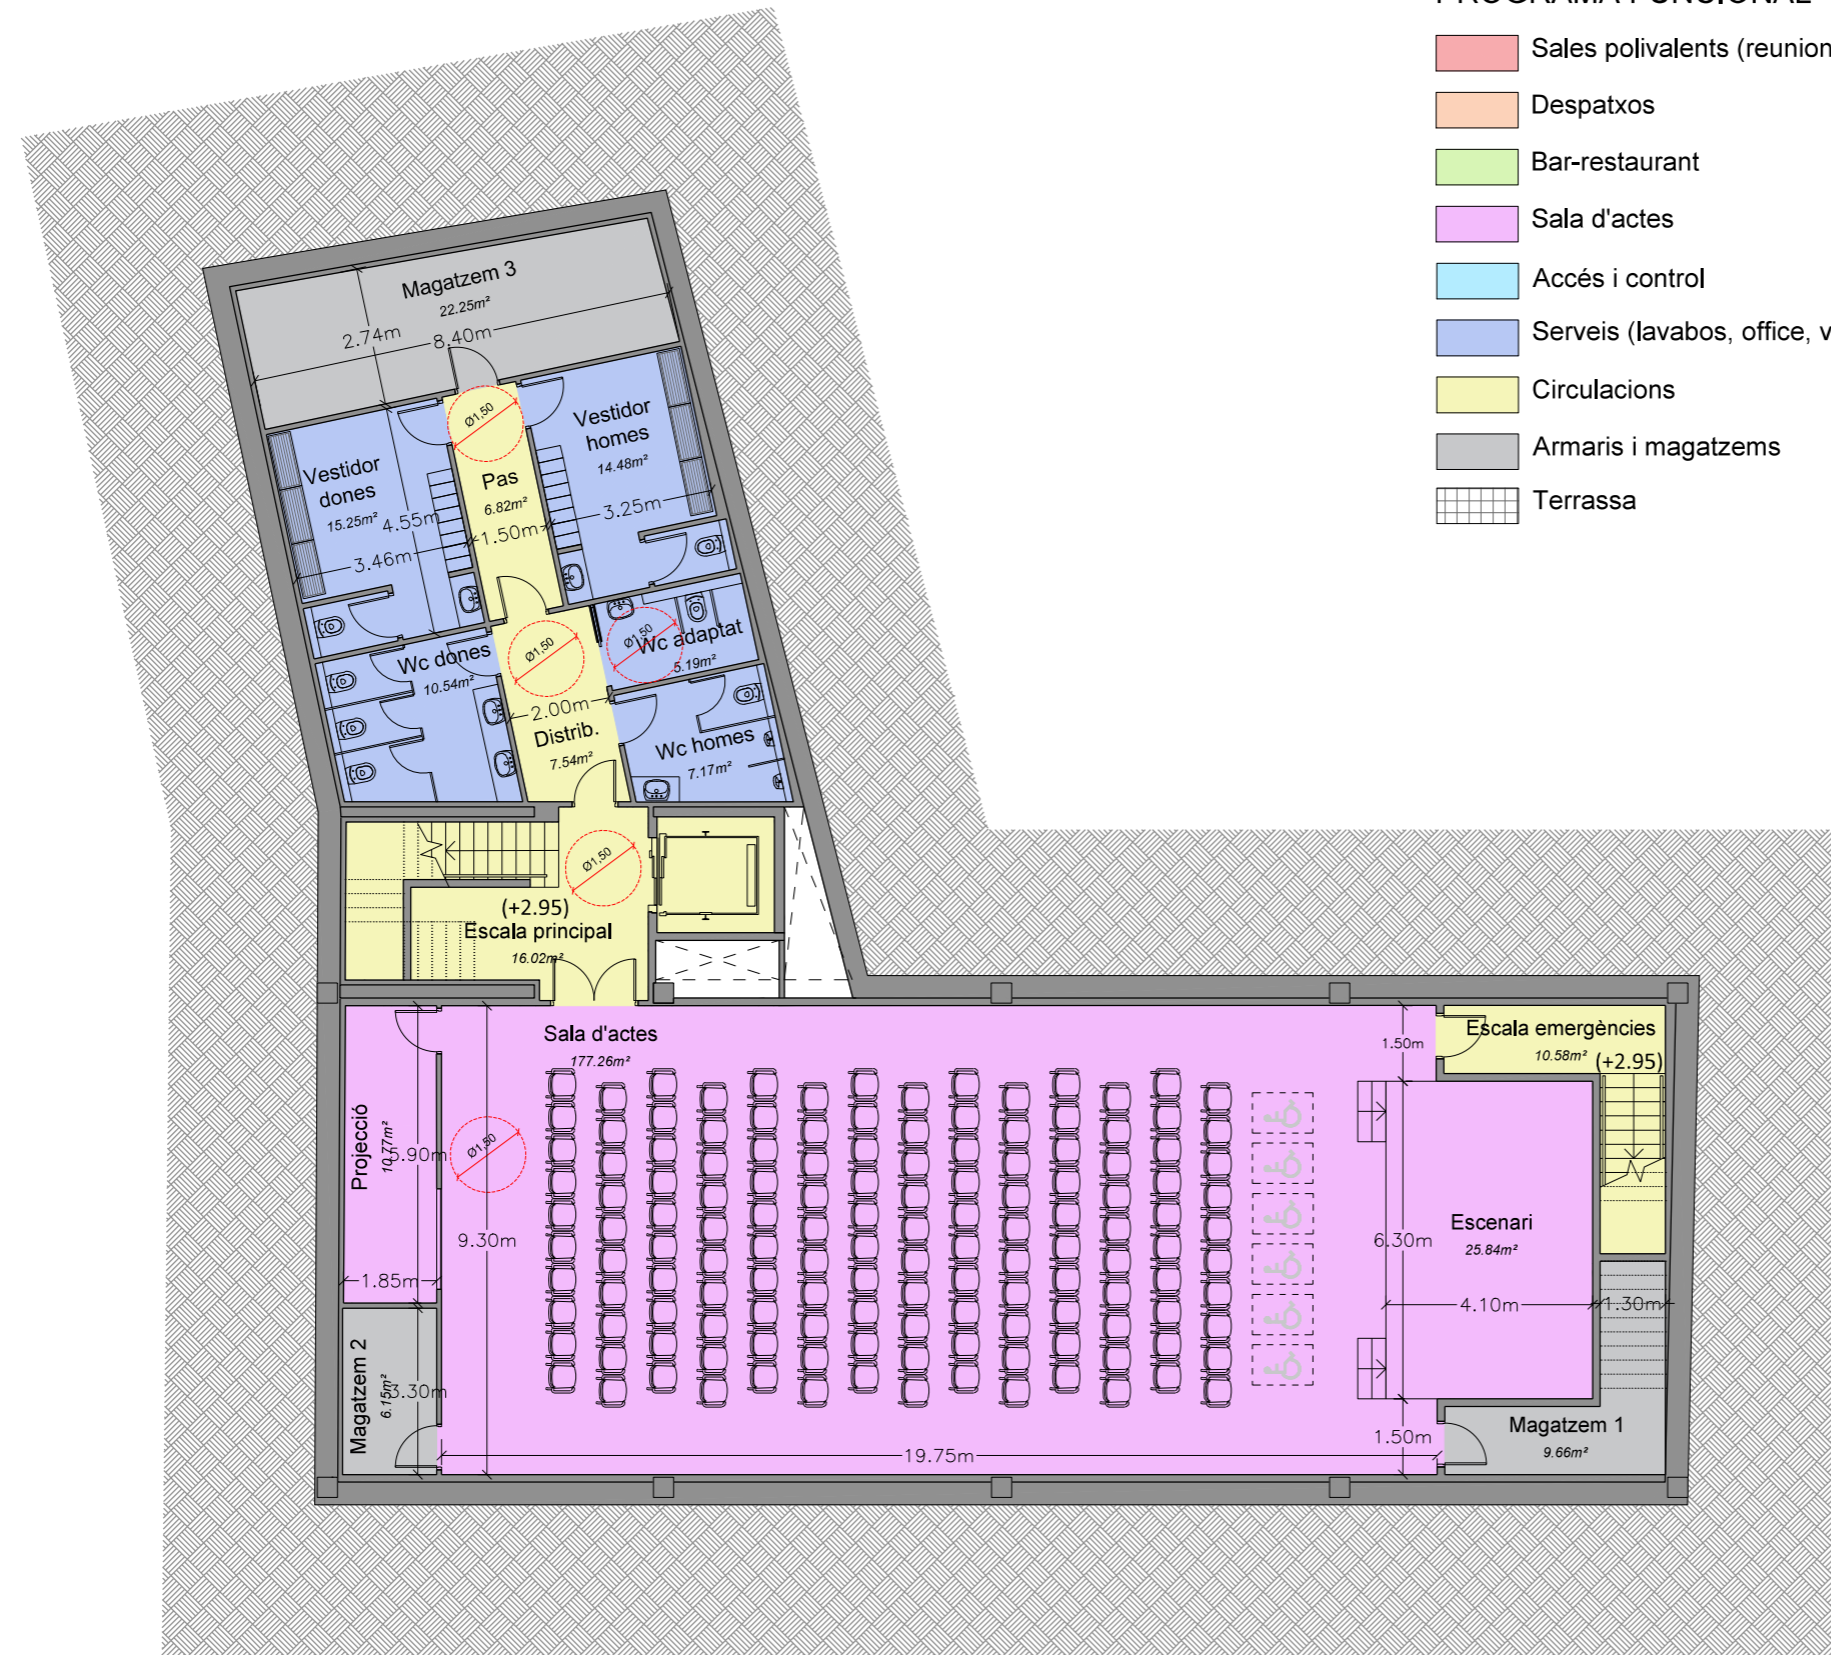 PROGRAMA FUNCIONAL
Sales polivalents (reunion
Despatxos
Bar-restaurant
Sala d'actes
Accés i control
Serveis (lavabos, office, v
Circulacions
Armaris i magatzems
Terrassa
Magatzem 3
22.25m²
2.74m
8.40m
Ø1,50
Vestidor
homes
14.48m²
3.25m
Vestidor
dones
15.25m²
4.55m
3.46m
Pas
6.82m²
1.50m
Wc dones
10.54m²
Ø1,50
Ø1,50
Wc adaptat
5.19m²
2.00m
Distrib.
7.54m²
Wc homes
7.17m²
Ø1,50
(+2.95)
Escala principal
16.02m²
Sala d'actes
177.26m²
1.50m
Escala emergències
10.58m²
(+2.95)
Projecció
10.77m²
5.90m
Ø1,50
9.30m
1.85m
6.30m
Escenari
25.84m²
4.10m
1.30m
Magatzem 2
6.15m²
3.30m
19.75m
1.50m
Magatzem 1
9.66m²